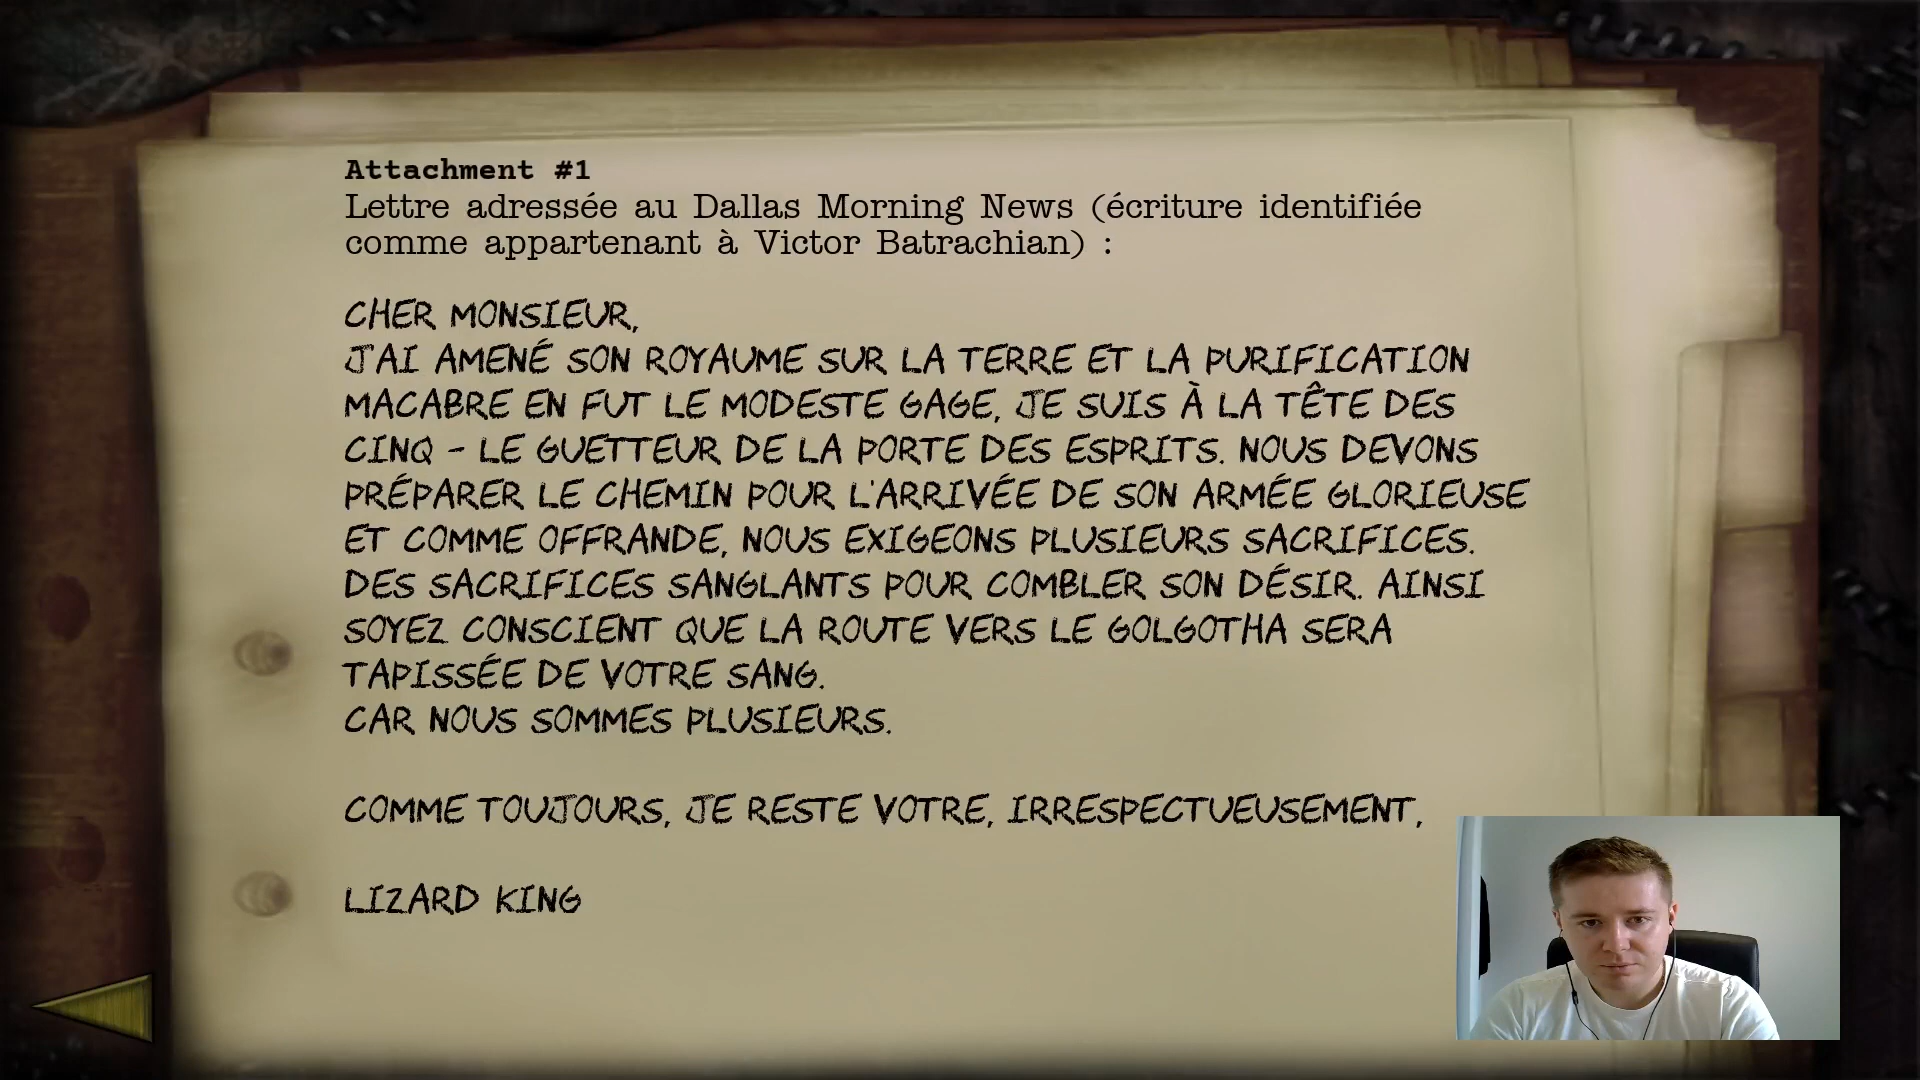 Attachment #1
Lettre adressée au Dallas Morning News (écriture identifiée
comme appartenant à Victor Batrachian) :
CHER MONSIEUR,
J'AI AMENÉ SON ROYAUME SUR LA TERRE ET LA PURIFICATION
MACABRE EN FUT LE MODESTE GAGE, JE SUIS À LA TÊTE DES
CINQ - LE GUETTEUR DE LA PORTE DES ESPRITS. NOUS DEVONS
PRÉPARER LE CHEMIN POUR L'ARRIVÉE DE SON ARMÉE GLORIEUSE
ET COMME OFFRANDE, NOUS EXIGEONS PLUSIEURS SACRIFICES.
DES SACRIFICES SANGLANTS POUR COMBLER SON DÉSIR. AINSI
SOYEZ CONSCIENT QUE LA ROUTE VERS LE GOLGOTHA SERA
TAPISSÉE DE VOTRE SANG.
CAR NOUS SOMMES PLUSIEURS.
COMME TOUJOURS, JE RESTE VOTRE, IRRESPECTUEUSEMENT,
LIZARD KING